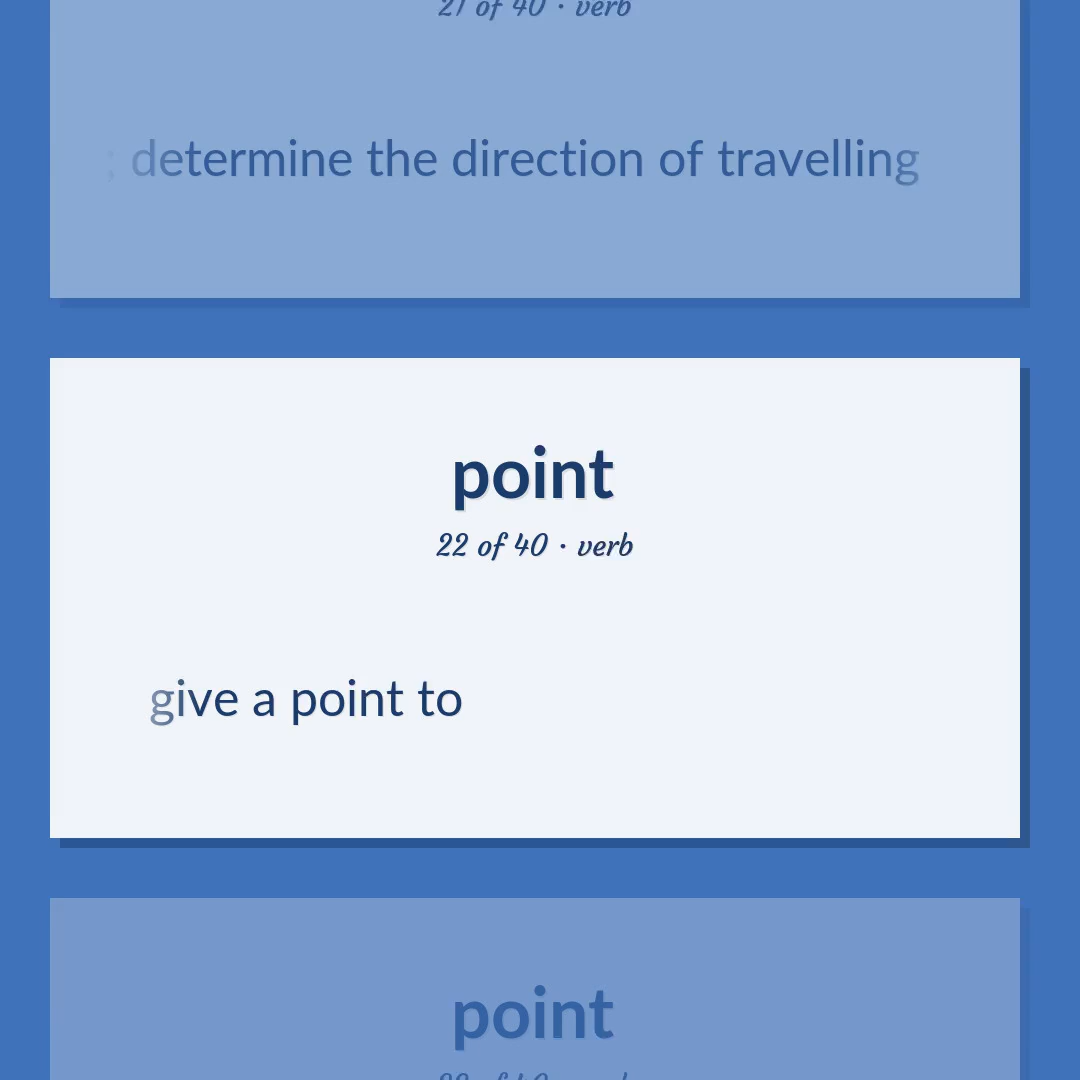 21 of 40 · verb
; determine the direction of travelling
point
22 of 40 · verb
give a point to
point